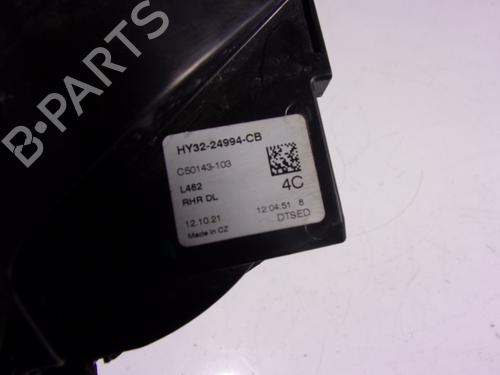 HY32-24994-CB
C50143-103
L462
RHR DL
4C
12.10.21
12:04:51 8
Made in CZ
DTSED
B PARTS